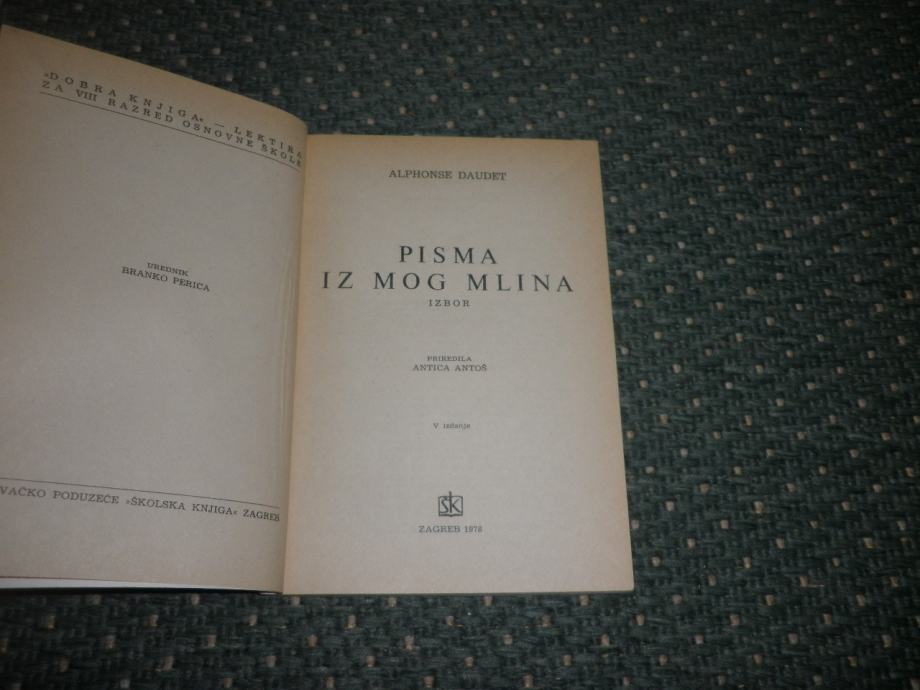 »DOBRA KNJIGA« — LEKTIRA
ZA VIII RAZRED OSNOVNE ŠKOLE
UREDNIK
BRANKO PERICA
VAČKO PODUZEĆE »ŠKOLSKA KNJIGA« ZAGREB
ALPHONSE DAUDET
PISMA
IZ MOG MLINA
IZBOR
PRIREDILA
ANTICA ANTOŠ
V izdanje
ŠK
ZAGREB 1978